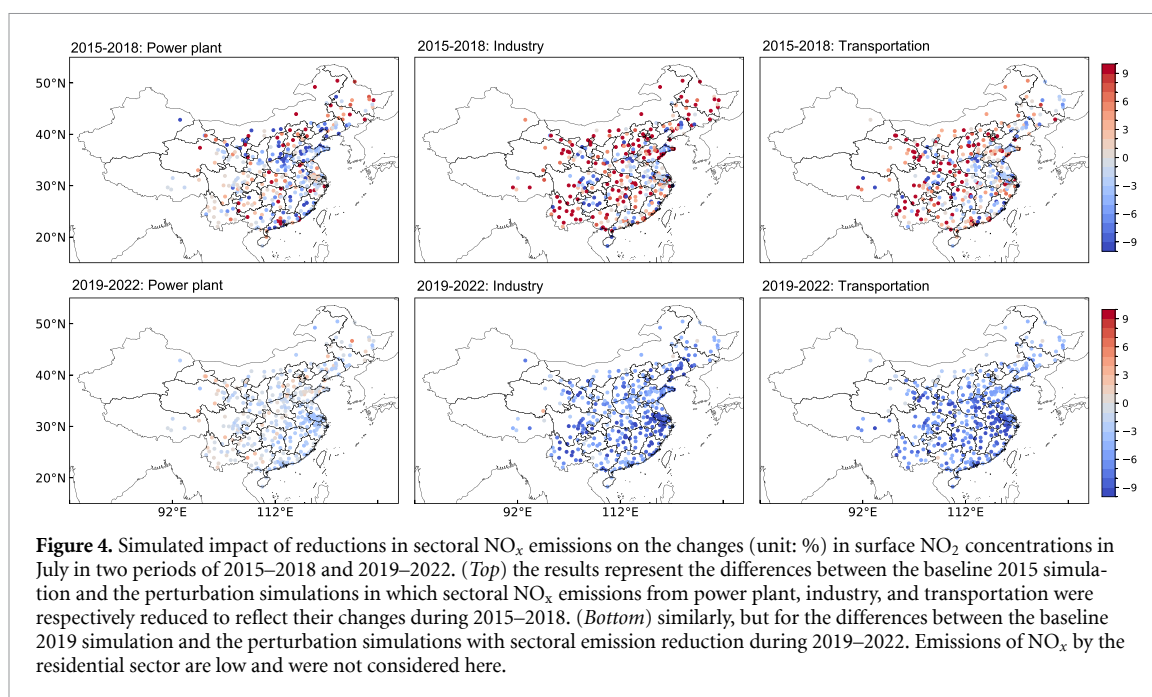 2015-2018: Power plant
2015-2018: Industry
2015-2018: Transportation
50°N
40°N
30°N
20°N
9
6
3
0
−3
−6
−9
2019-2022: Power plant
2019-2022: Industry
2019-2022: Transportation
50°N
40°N
30°N
20°N
9
6
3
0
−3
−6
−9
92°E
112°E
92°E
112°E
92°E
112°E
Figure 4. Simulated impact of reductions in sectoral NOx emissions on the changes (unit: %) in surface NO2 concentrations in
July in two periods of 2015–2018 and 2019–2022. (Top) the results represent the differences between the baseline 2015 simula-
tion and the perturbation simulations in which sectoral NOx emissions from power plant, industry, and transportation were
respectively reduced to reflect their changes during 2015–2018. (Bottom) similarly, but for the differences between the baseline
2019 simulation and the perturbation simulations with sectoral emission reduction during 2019–2022. Emissions of NOx by the
residential sector are low and were not considered here.